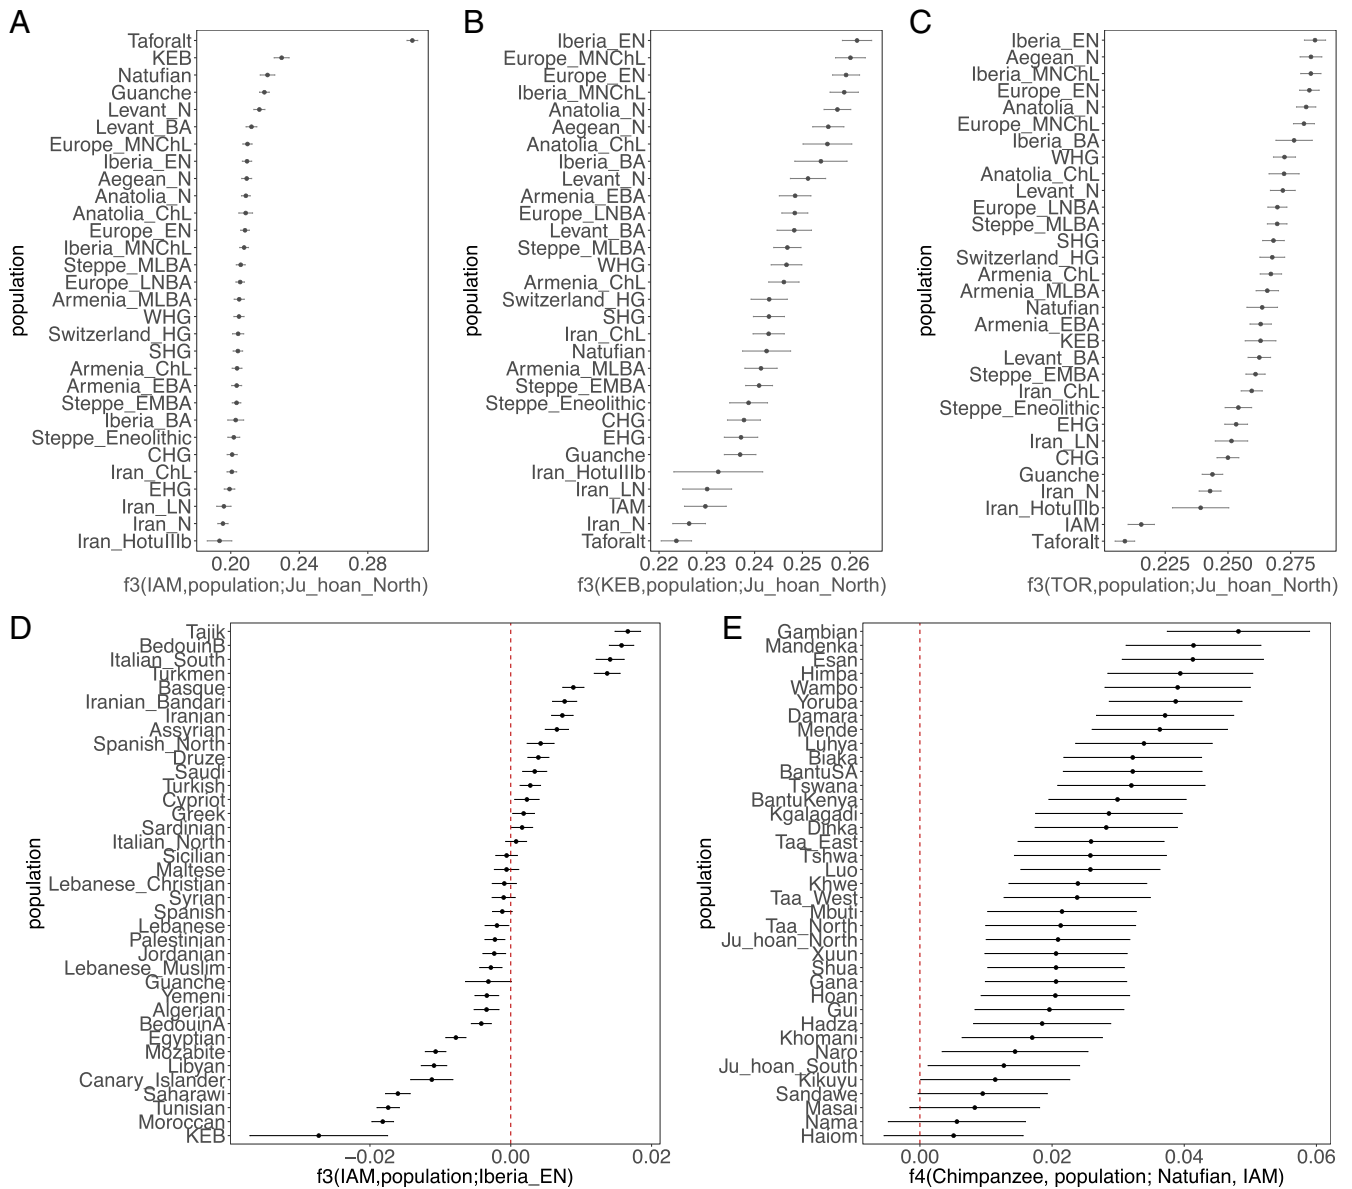 A
population
Taforalt
KEB
Natufian
Guanche
Levant_N
Levant_BA
Europe_MNChL
Iberia_EN
Aegean_N
Anatolia_N
Anatolia_ChL
Europe_EN
Iberia_MNChL
Steppe_MLBA
Europe_LNBA
Armenia_MLBA
WHG
Switzerland_HG
SHG
Armenia_ChL
Armenia_EBA
Steppe_EMBA
Iberia_BA
Steppe_Eneolithic
CHG
Iran_ChL
EHG
Iran_LN
Iran_N
Iran_HotuIIIb
0.20 0.24 0.28
f3(IAM,population;Ju_hoan_North)
B
population
Iberia_EN
Europe_MNChL
Europe_EN
Iberia_MNChL
Anatolia_N
Aegean_N
Anatolia_ChL
Iberia_BA
Levant_N
Armenia_EBA
Europe_LNBA
Levant_BA
Steppe_MLBA
WHG
Armenia_ChL
Switzerland_HG
SHG
Iran_ChL
Natufian
Armenia_MLBA
Steppe_EMBA
Steppe_Eneolithic
CHG
EHG
Guanche
Iran_HotuIIIb
Iran_LN
IAM
Iran_N
Taforalt
0.22 0.23 0.24 0.25 0.26
f3(KEB,population;Ju_hoan_North)
C
population
Iberia_EN
Aegean_N
Iberia_MNChL
Europe_EN
Anatolia_N
Europe_MNChL
Iberia_BA
WHG
Anatolia_ChL
Levant_N
Europe_LNBA
Steppe_MLBA
SHG
Switzerland_HG
Armenia_ChL
Armenia_MLBA
Natufian
Armenia_EBA
KEB
Levant_BA
Steppe_EMBA
Iran_ChL
Steppe_Eneolithic
EHG
Iran_LN
CHG
Guanche
Iran_N
Iran_HotuIIIb
IAM
Taforalt
0.225 0.250 0.275
f3(TOR,population;Ju_hoan_North)
D
population
Tajik
BedouinB
Italian_South
Turkmen
Basque
Iranian_Bandari
Iranian
Assyrian
Spanish_North
Druze
Saudi
Turkish
Cypriot
Greek
Sardinian
Italian_North
Sicilian
Maltese
Lebanese_Christian
Syrian
Spanish
Lebanese
Palestinian
Jordanian
Lebanese_Muslim
Guanche
Yemeni
Algerian
BedouinA
Egyptian
Mozabite
Libyan
Canary_Islander
Saharawi
Tunisian
Moroccan
KEB
−0.02 0.00 0.02
f3(IAM,population;Iberia_EN)
E
population
Gambian
Mandenka
Esan
Himba
Wambo
Yoruba
Damara
Mende
Luhya
Biaka
BantuSA
Tswana
BantuKenya
Kgalagadi
Dinka
Taa_East
Tshwa
Luo
Khwe
Taa_West
Mbuti
Taa_North
Ju_hoan_North
Xuun
Shua
Gana
Hoan
Gui
Hadza
Khomani
Naro
Ju_hoan_South
Kikuyu
Sandawe
Masai
Nama
Haiom
0.00 0.02 0.04 0.06
f4(Chimpanzee, population; Natufian, IAM)